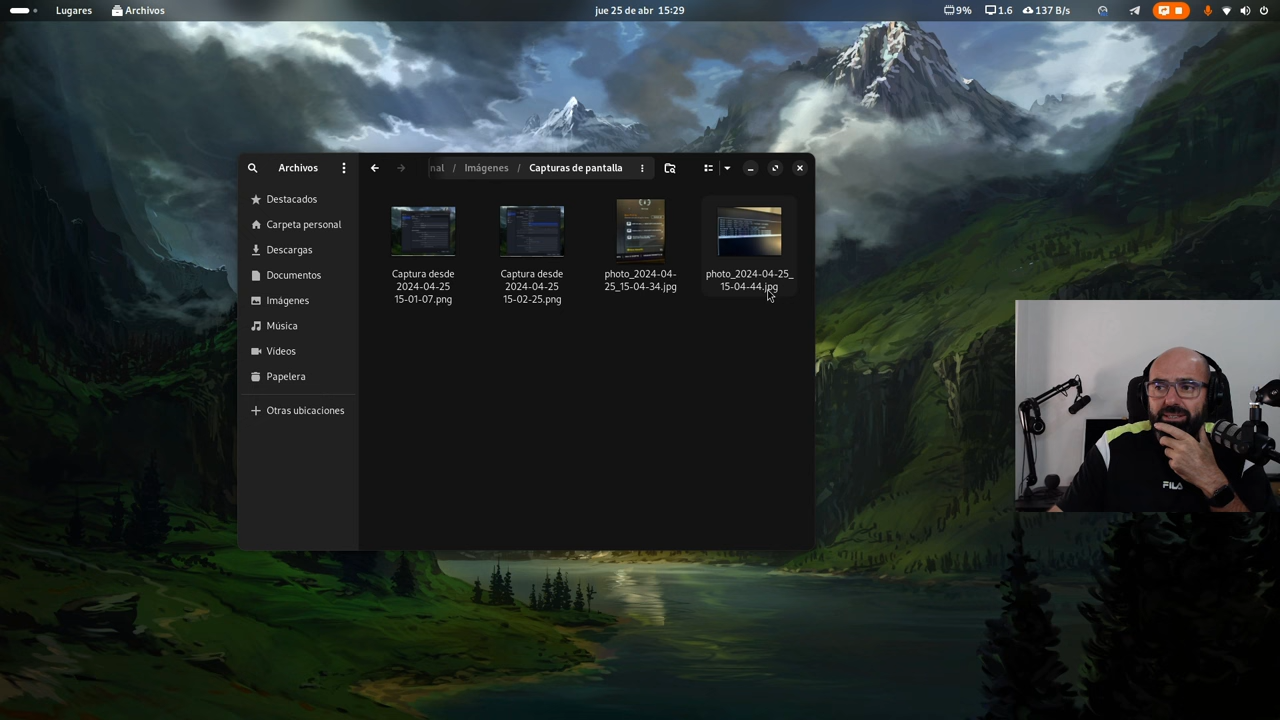 Lugares
Archivos
jue 25 de abr 15:29
9%
1.6
137 B/s
Archivos
nal / Imágenes / Capturas de pantalla
Destacados
Carpeta personal
Descargas
Documentos
Imágenes
Música
Vídeos
Papelera
Otras ubicaciones
Captura desde
2024-04-25
15-01-07.png
Captura desde
2024-04-25
15-02-25.png
photo_2024-04-
25_15-04-34.jpg
photo_2024-04-25_
15-04-44.jpg
FILA